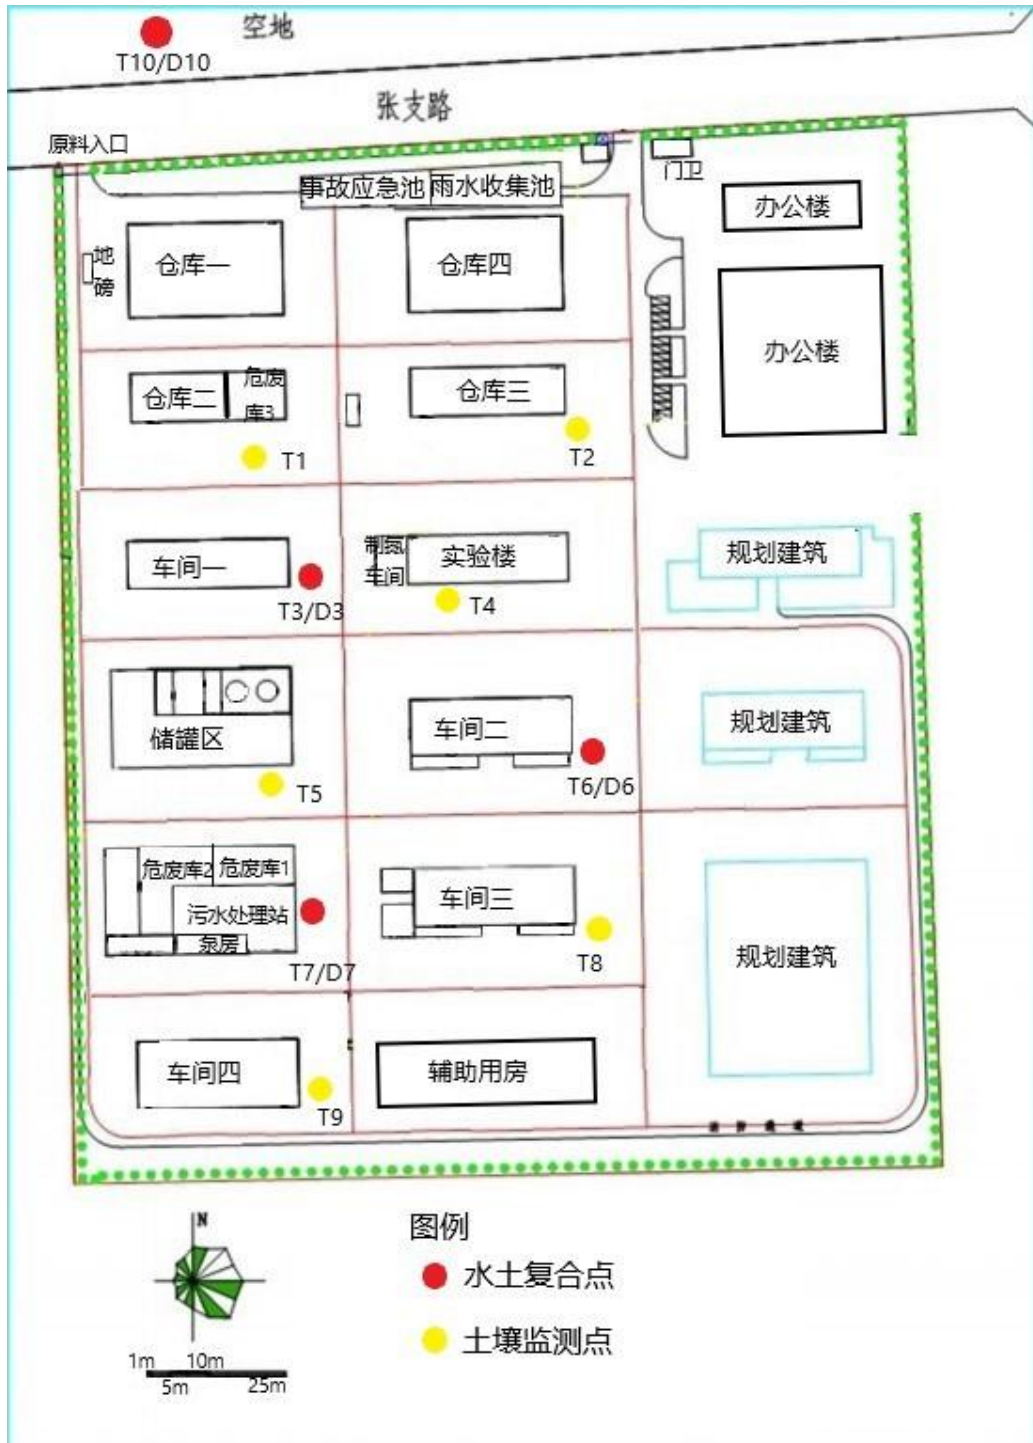 空地
T10/D10
张支路
原料入口
门卫
事故应急池
雨水收集池
办公楼
地磅
仓库一
仓库四
办公楼
仓库二
危废
库3
仓库三
T1
T2
车间一
制氮
车间
实验楼
规划建筑
T3/D3
T4
储罐区
车间二
规划建筑
T5
T6/D6
危废库2
危废库1
污水处理站
泵房
车间三
规划建筑
T7/D7
T8
车间四
辅助用房
T9
N
图例
水土复合点
土壤监测点
1m
10m
5m
25m